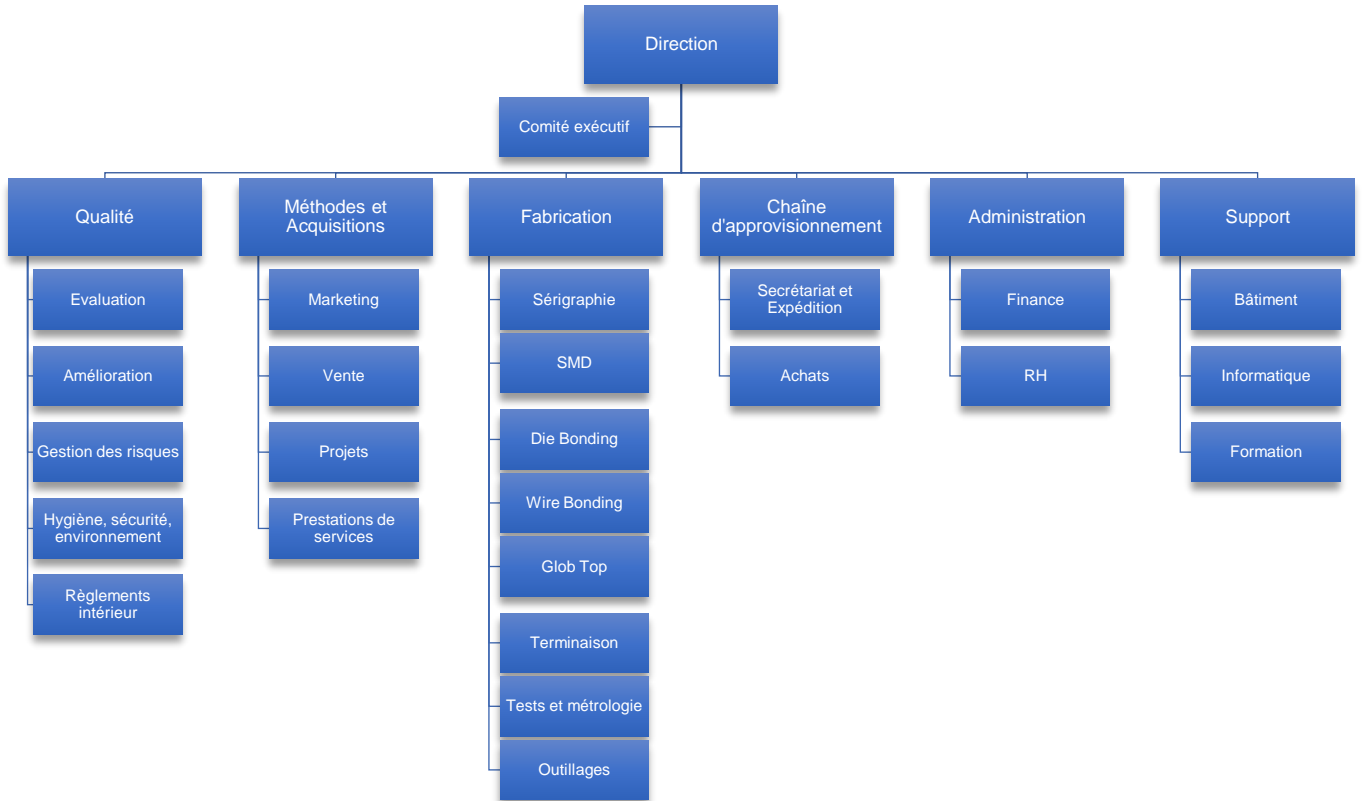 Direction
Comité exécutif
Qualité
Evaluation
Amélioration
Gestion des risques
Hygiène, sécurité,
environnement
Règlements
intérieur
Méthodes et
Acquisitions
Marketing
Vente
Projets
Prestations de
services
Fabrication
Sérigraphie
SMD
Die Bonding
Wire Bonding
Glob Top
Terminaison
Tests et métrologie
Outillages
Chaîne
d'approvisionnement
Secrétariat et
Expédition
Achats
Administration
Finance
RH
Support
Bâtiment
Informatique
Formation